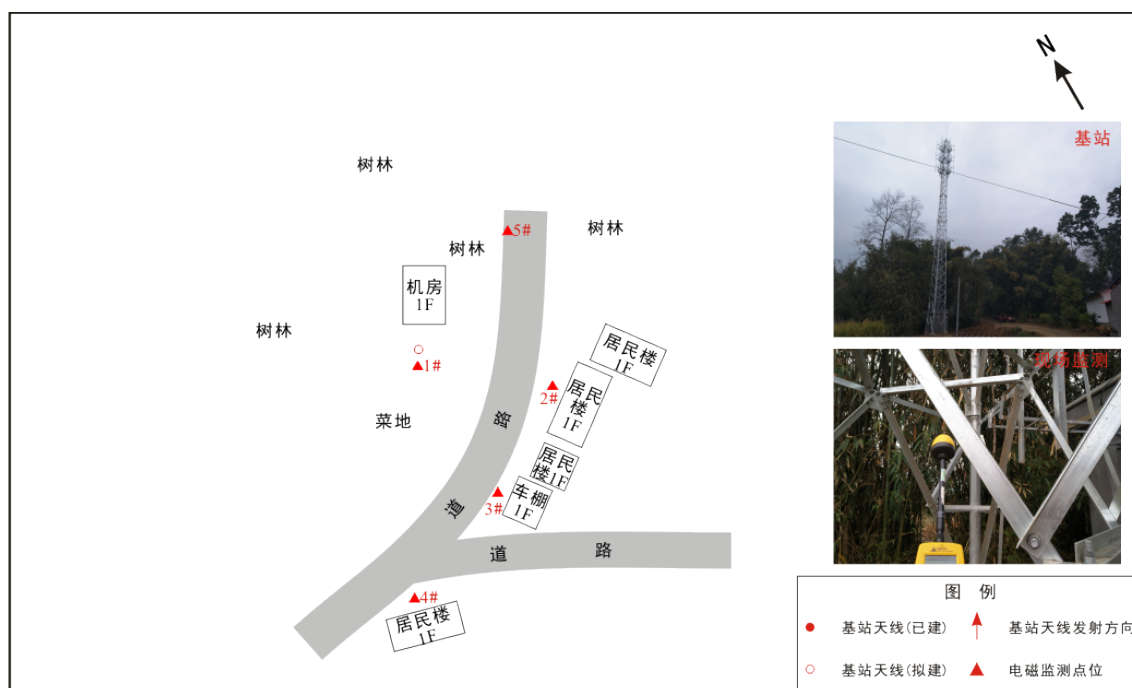 N
基站
树林
树林
树林
5#
机房
1F
树林
居民楼
1F
现场监测
1#
居民
楼
1F
2#
菜地
路
居民
楼1F
车棚
1F
3#
道
道 路
4#
居民楼
1F
图 例
基站天线(已建)
基站天线发射方向
基站天线(拟建)
电磁监测点位